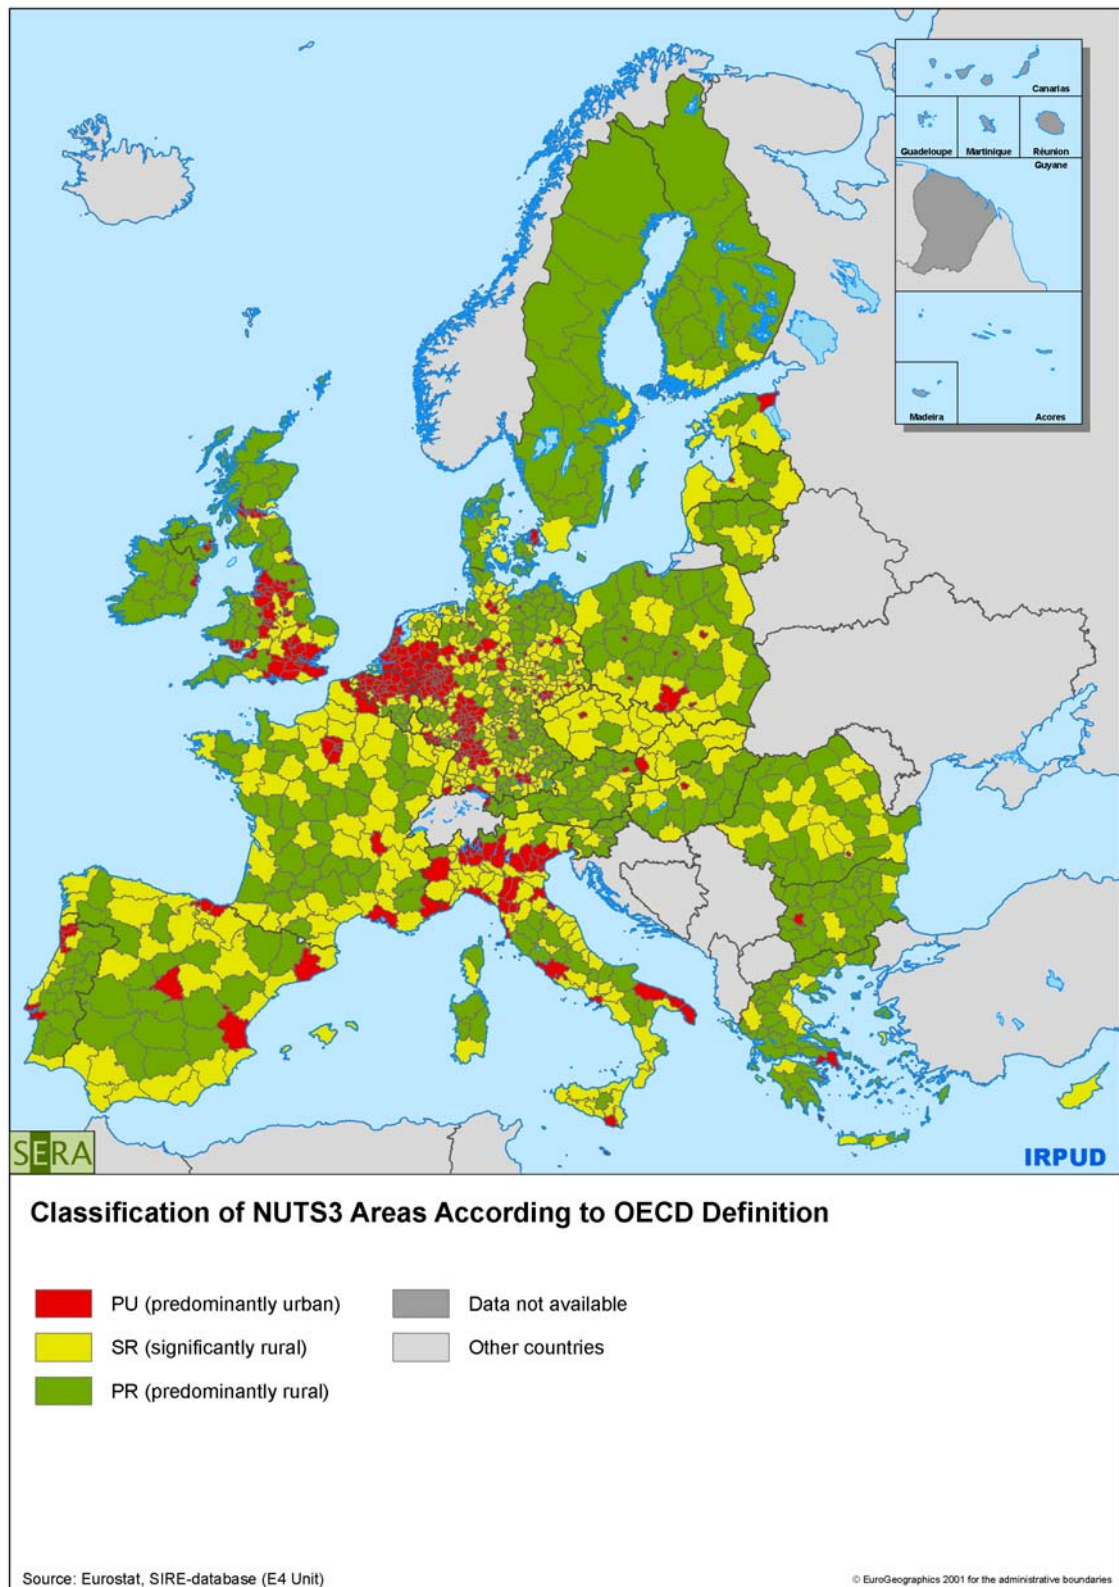 Canarias
Guadeloupe
Martinique
Réunion
Guyane
Madeira
Acores
SERA
IRPUD
Classification of NUTS3 Areas According to OECD Definition
PU (predominantly urban)
Data not available
SR (significantly rural)
Other countries
PR (predominantly rural)
Source: Eurostat, SIRE-database (E4 Unit)
© EuroGeographics 2001 for the administrative boundaries